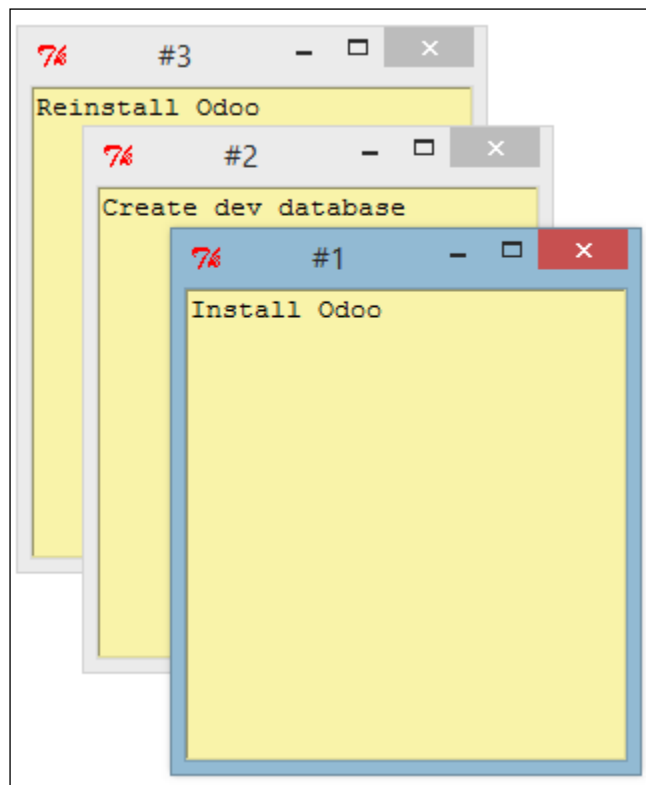 #3
Reinstall Odoo
#2
Create dev database
#1
Install Odoo